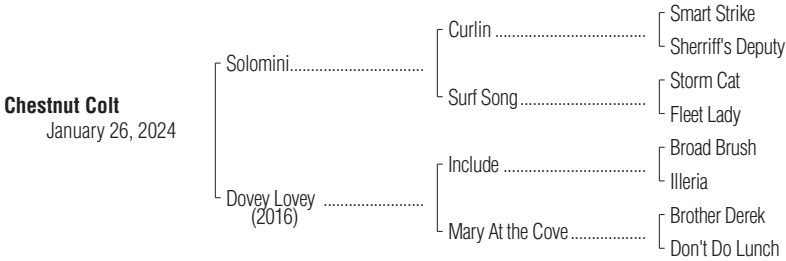 Chestnut Colt
January 26, 2024
Solomini..............................
Dovey Lovey ......................
(2016)
Curlin ...................................
Surf Song.............................
Include .................................
Mary At the Cove.................
Smart Strike
Sherriff's Deputy
Storm Cat
Fleet Lady
Broad Brush
Illeria
Brother Derek
Don't Do Lunch